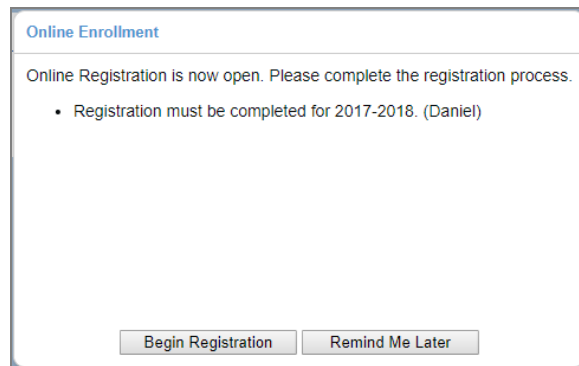 Online Enrollment
Online Registration is now open. Please complete the registration process.
• Registration must be completed for 2017-2018. (Daniel)
Begin Registration Remind Me Later